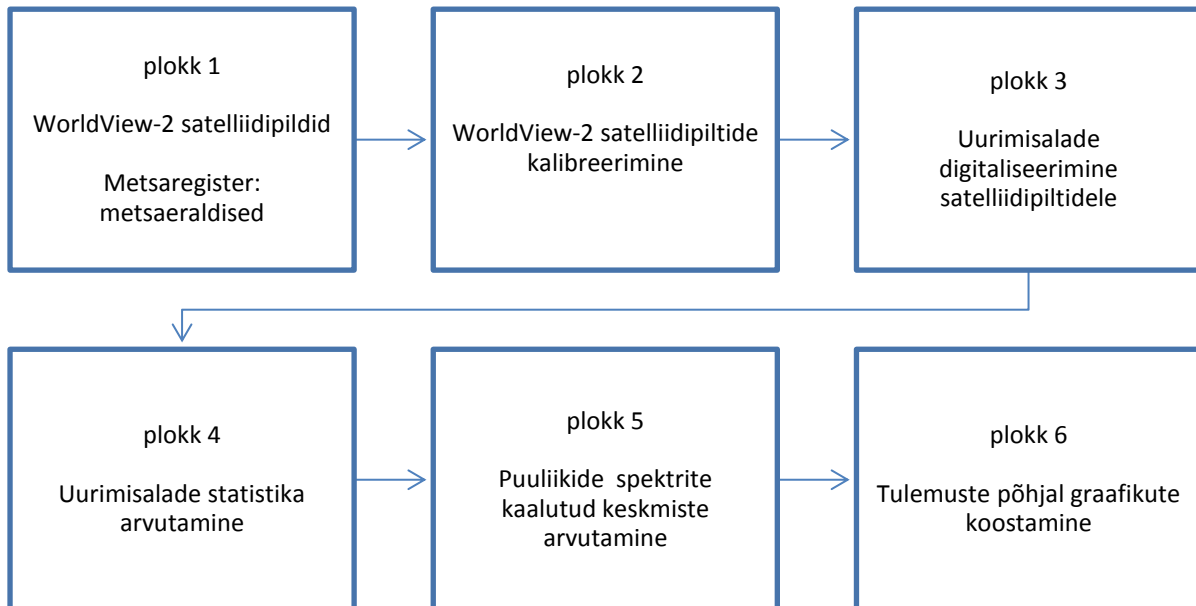 plokk 1
WorldView-2 satelliidipildid
Metsaregister:
metsaeraldised
plokk 2
WorldView-2 satelliidipiltide
kalibreerimine
plokk 3
Uurimisalade
digitaliseerimine
satelliidipiltidele
plokk 4
Uurimisalade statistika
arvutamine
plokk 5
Puuliikide spektrite
kaalutud keskmiste
arvutamine
plokk 6
Tulemuste põhjal graafikute
koostamine